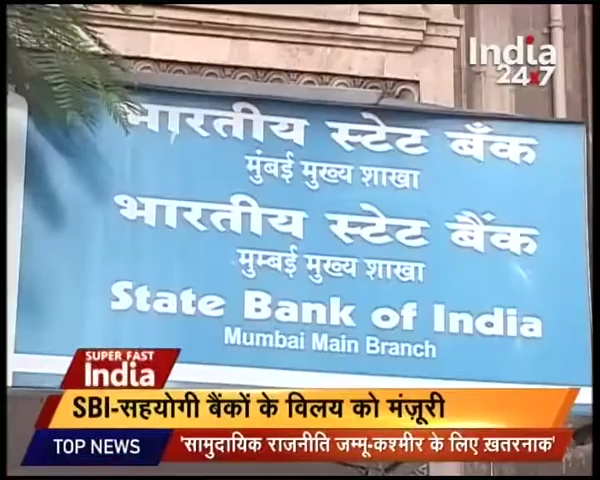 India
24x7
भारतीय स्टेट बँक
मुंबई मुख्य शाखा
भारतीय स्टेट बैंक
मुम्बई मुख्य शाखा
State Bank of India
Mumbai Main Branch
SUPER FAST
India
SBI-सहयोगी बैंकों के विलय को मंज़ूरी
TOP NEWS
'सामुदायिक राजनीति जम्मू-कश्मीर के लिए ख़तरनाक'